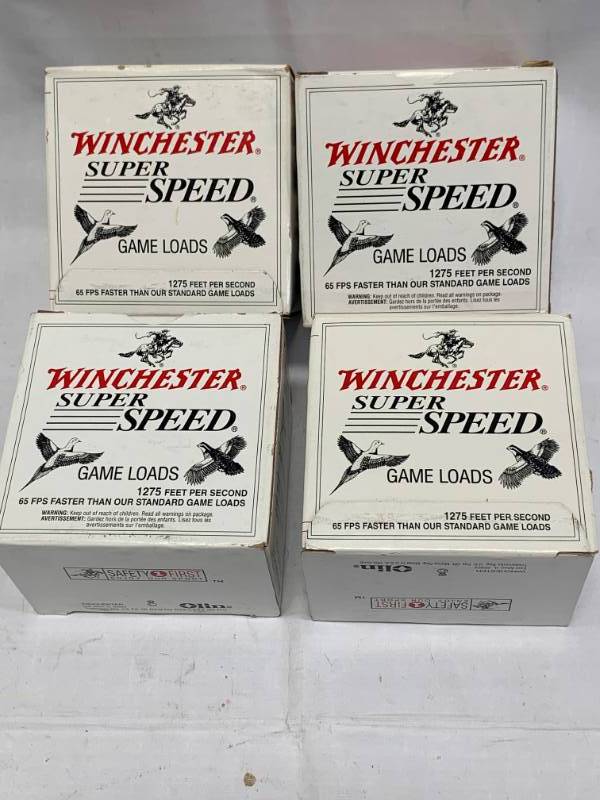 WINCHESTER®
SUPER
SPEED®
GAME LOADS
1275 FEET PER SECOND
65 FPS FASTER THAN OUR STANDARD GAME LOADS
WINCHESTER®
SUPER
SPEED®
GAME LOADS
1275 FEET PER SECOND
65 FPS FASTER THAN OUR STANDARD GAME LOADS
WARNING: Keep out of reach of children. Read all warnings on package.
AVERTISSEMENT: Gardez hors de la portée des enfants. Lisez tous les
avertissements sur l'emballage.
WINCHESTER®
SUPER
SPEED®
GAME LOADS
1275 FEET PER SECOND
65 FPS FASTER THAN OUR STANDARD GAME LOADS
WARNING: Keep out of reach of children. Read all warnings on package.
AVERTISSEMENT: Gardez hors de la portée des enfants. Lisez tous les
avertissements sur l'emballage.
SAFETY FIRST
TM
Olin®
WINCHESTER®
SUPER
SPEED®
GAME LOADS
1275 FEET PER SECOND
65 FPS FASTER THAN OUR STANDARD GAME LOADS
Olin®
SAFETY FIRST
TM